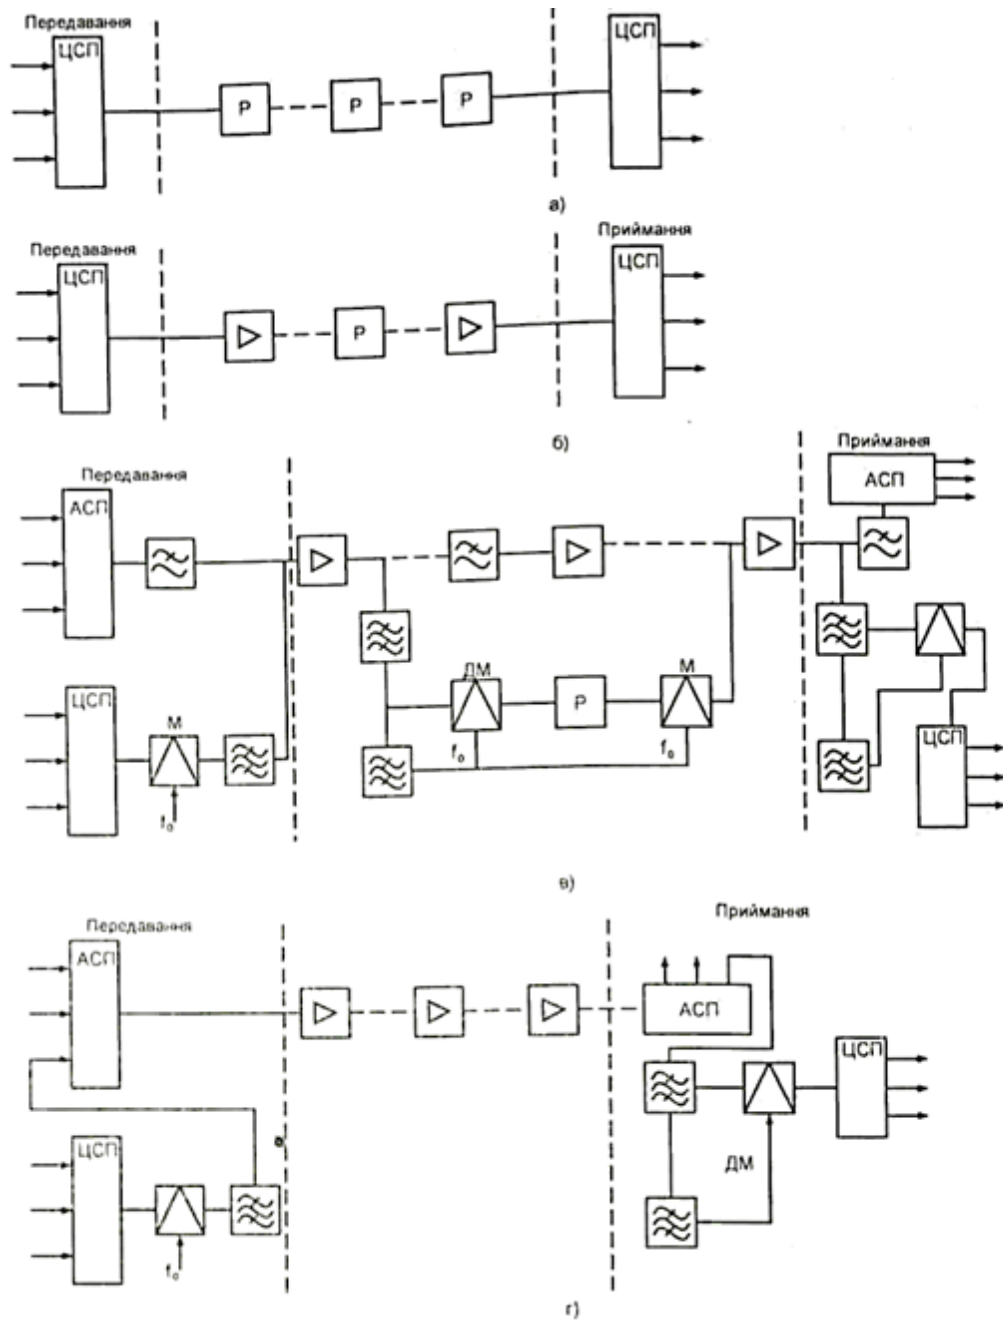 Передавання
ЦСП
ЦСП
Р
Р
Р
а)
Передавання
Приймання
ЦСП
ЦСП
Р
б)
Передавання
Приймання
АСП
АСП
ДМ
М
ЦСП
М
Р
ЦСП
f₀
f₀
f₀
в)
Передавання
Приймання
АСП
АСП
ЦСП
ЦСП
ДМ
f₀
г)